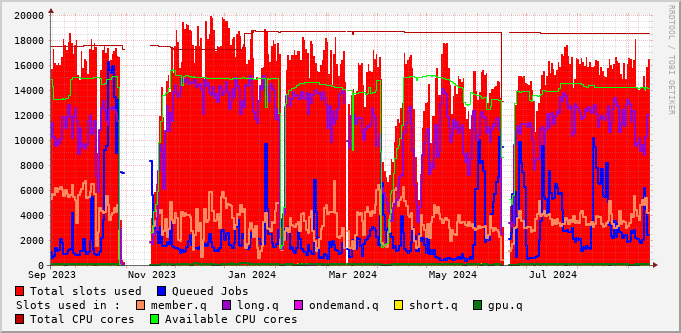 20000
18000
16000
14000
12000
10000
8000
6000
4000
2000
0
Sep 2023 Nov 2023 Jan 2024 Mar 2024 May 2024 Jul 2024
RRDTOOL / TOBI OETIKER
Total slots used Queued Jobs
Slots used in : member.q long.q ondemand.q short.q gpu.q
Total CPU cores Available CPU cores